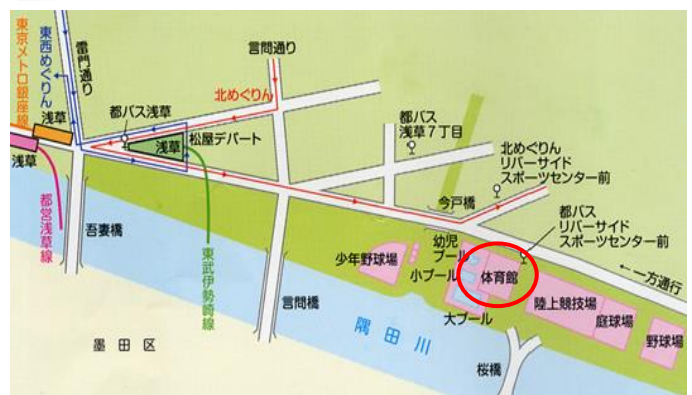 東京メトロ銀座線
東西めぐりん
雷門通り
言問通り
北めぐりん
都バス浅草
松屋デパート
浅草
浅草
浅草
都バス
浅草7丁目
北めぐりん
リバーサイド
スポーツセンター前
今戸橋
都バス
リバーサイド
スポーツセンター前
都営浅草線
吾妻橋
東武伊勢崎線
少年野球場
幼児
プール
小プール
体育館
←一方通行
言問橋
大プール
陸上競技場
庭球場
野球場
隅田川
墨田区
桜橋